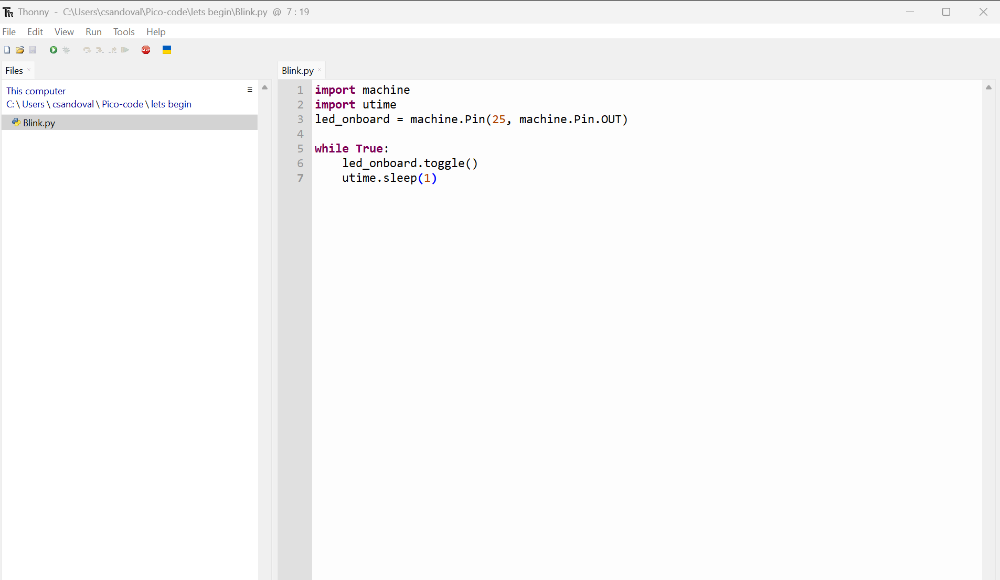 Thonny - C:\Users\csandoval\Pico-code\lets begin\Blink.py @ 7 : 19
File Edit View Run Tools Help
STOP
Files
This computer
C: \ Users \ csandoval \ Pico-code \ lets begin
Blink.py
Blink.py
1 import machine
2 import utime
3 led_onboard = machine.Pin(25, machine.Pin.OUT)
4
5 while True:
6     led_onboard.toggle()
7     utime.sleep(1)